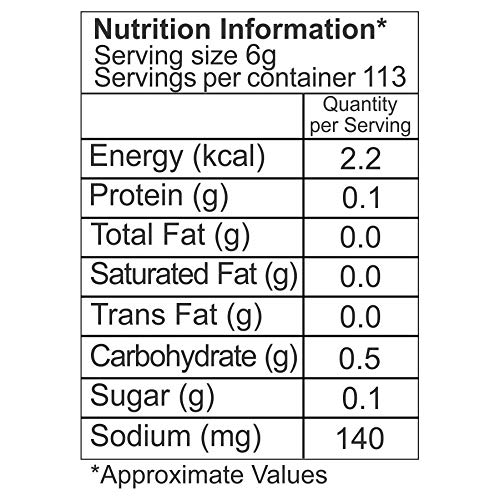 Nutrition Information*
Serving size 6g
Servings per container 113
Quantity
per Serving
Energy (kcal) 2.2
Protein (g) 0.1
Total Fat (g) 0.0
Saturated Fat (g) 0.0
Trans Fat (g) 0.0
Carbohydrate (g) 0.5
Sugar (g) 0.1
Sodium (mg) 140
*Approximate Values